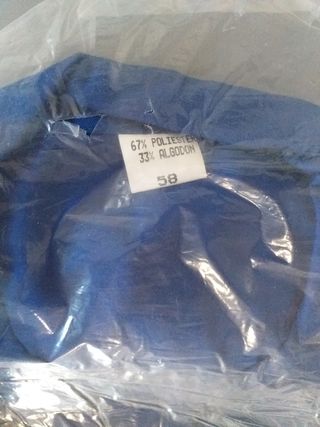 67% POLIESTER
33% ALGODON
58